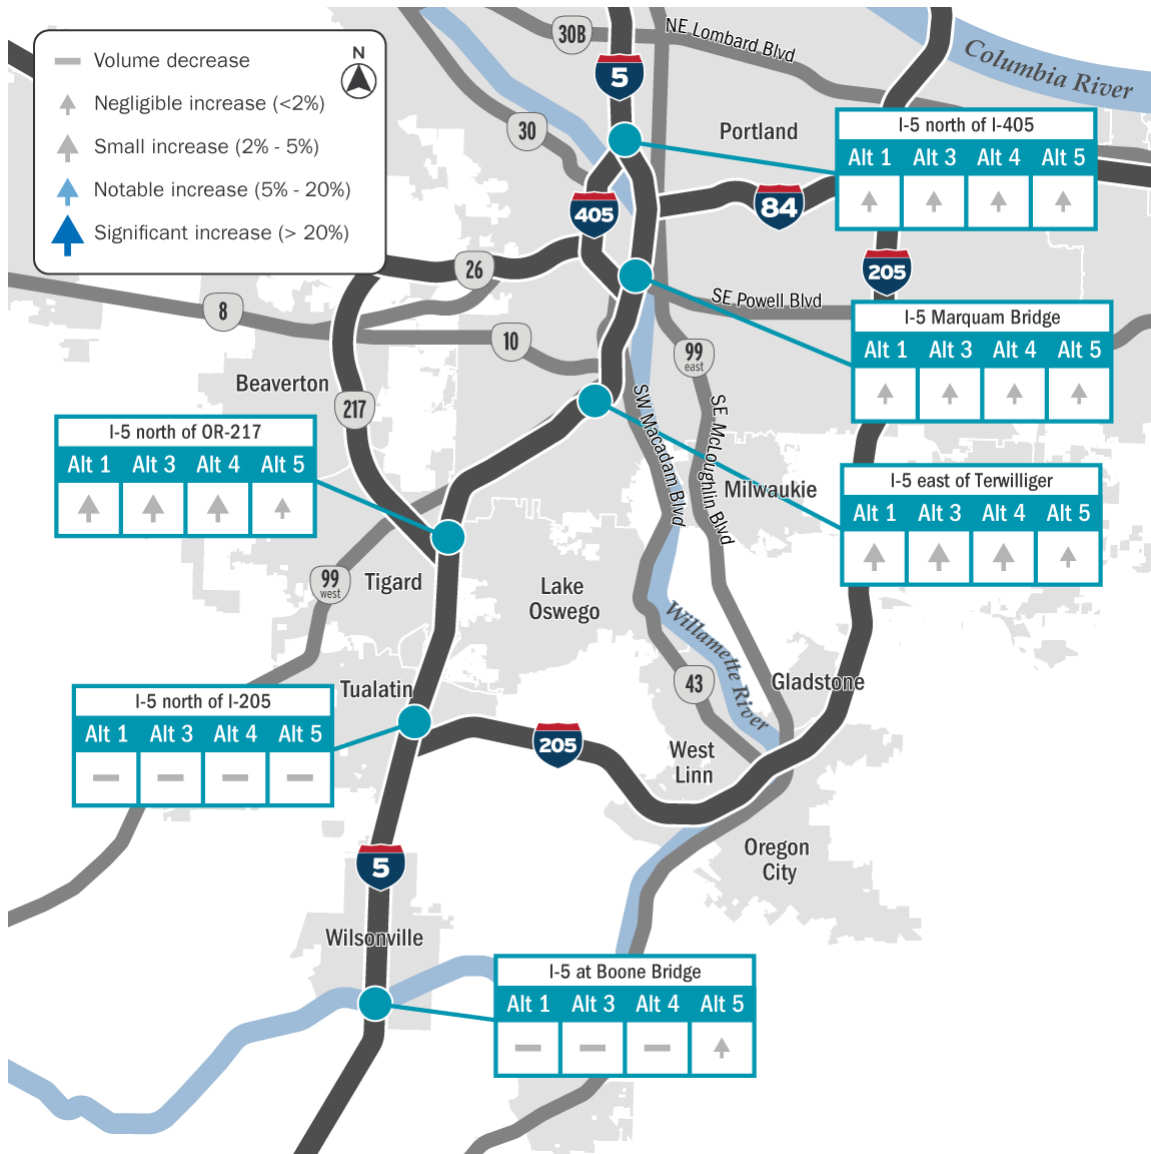 Volume decrease
Negligible increase (<2%)
Small increase (2% - 5%)
Notable increase (5% - 20%)
Significant increase (> 20%)
N
30B
NE Lombard Blvd
Columbia River
5
30
Portland
I-5 north of I-405
Alt 1 Alt 3 Alt 4 Alt 5
405
84
26
205
8
SE Powell Blvd
I-5 Marquam Bridge
Alt 1 Alt 3 Alt 4 Alt 5
10
99
east
Beaverton
217
SW Macadam Blvd
SE McLoughlin Blvd
I-5 north of OR-217
Alt 1 Alt 3 Alt 4 Alt 5
Milwaukie
I-5 east of Terwilliger
Alt 1 Alt 3 Alt 4 Alt 5
99
west
Tigard
Lake
Oswego
Willamette River
43
Gladstone
Tualatin
I-5 north of I-205
Alt 1 Alt 3 Alt 4 Alt 5
205
West
Linn
5
Oregon
City
Wilsonville
I-5 at Boone Bridge
Alt 1 Alt 3 Alt 4 Alt 5